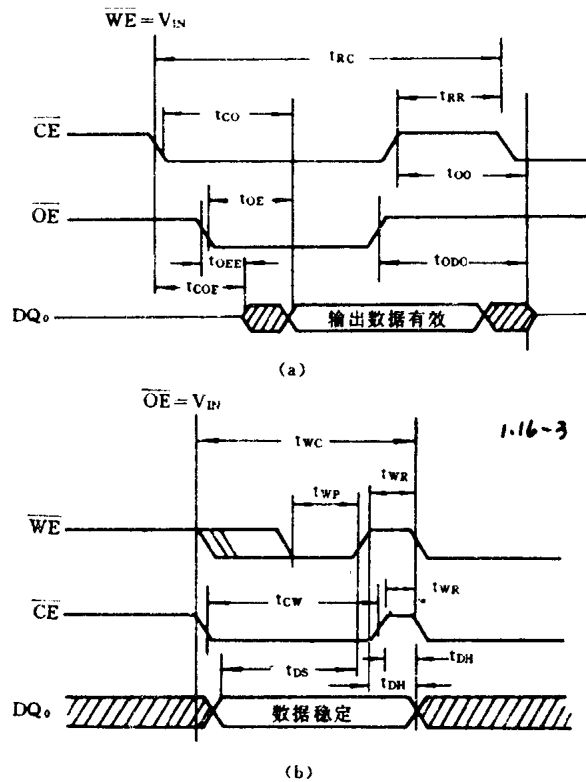 WE = VIN
tRC
tRR
tCO
CE
tOD
tOE
OE
tOEE
tODO
tCOE
DQ₀ 输出数据有效
(a)
OE = VIN
1.16-3
tWC
tWR
tWP
WE
tWR
tCW
CE
tDH
tDS
tDH
DQ₀ 数据稳定
(b)